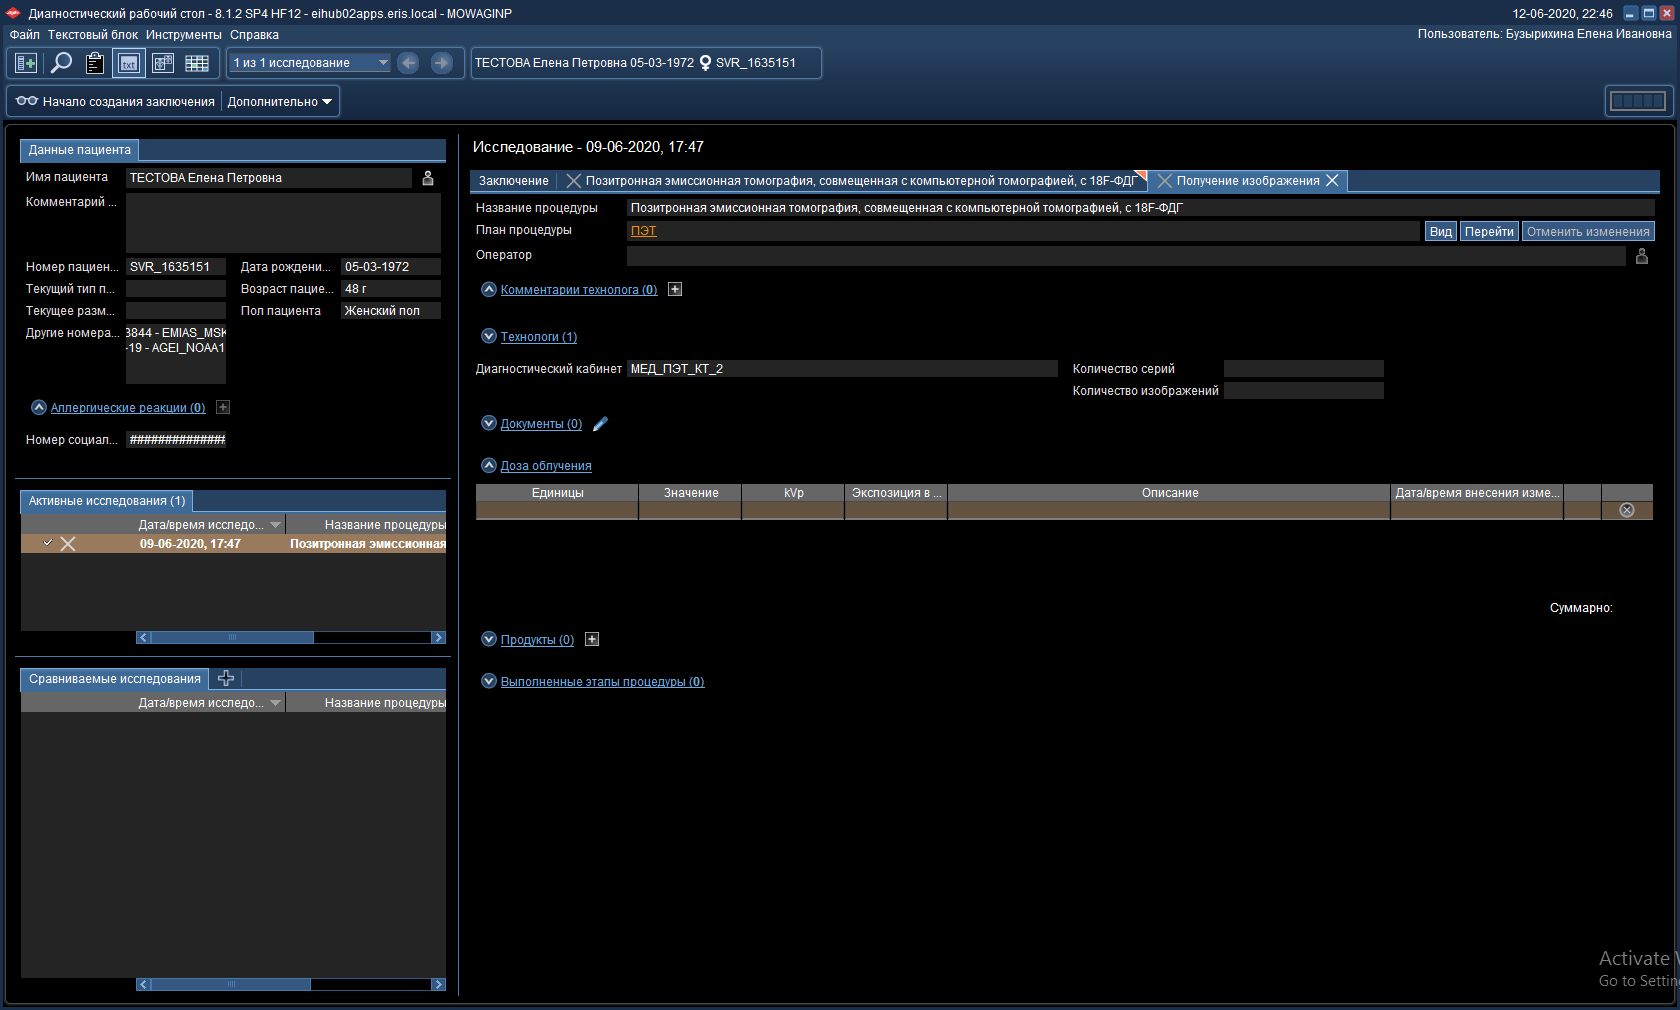 Диагностический рабочий стол - 8.1.2 SP4 HF12 - eihub02apps.eris.local - MOWAGINP
12-06-2020, 22:46
Файл Текстовый блок Инструменты Справка
Пользователь: Бузырихина Елена Ивановна
txt
1 из 1 исследование
ТЕСТОВА Елена Петровна 05-03-1972 SVR_1635151
Начало создания заключения
Дополнительно
Данные пациента
Имя пациента ТЕСТОВА Елена Петровна
Комментарий ...
Номер пациен... SVR_1635151 Дата рождени... 05-03-1972
Текущий тип п... Возраст пацие... 48 г
Текущее разм... Пол пациента Женский пол
Другие номера... 3844 - EMIAS_MSK
-19 - AGEI_NOAA1
Аллергические реакции (0)
Номер социал... ##############
Активные исследования (1)
Дата/время исследо... Название процедуры
09-06-2020, 17:47 Позитронная эмиссионная
Сравниваемые исследования
Дата/время исследо... Название процедуры
Исследование - 09-06-2020, 17:47
Заключение
Позитронная эмиссионная томография, совмещенная с компьютерной томографией, с 18F-ФДГ
Получение изображения
Название процедуры Позитронная эмиссионная томография, совмещенная с компьютерной томографией, с 18F-ФДГ
План процедуры ПЭТ Вид Перейти Отменить изменения
Оператор
Комментарии технолога (0)
Технологи (1)
Диагностический кабинет МЕД_ПЭТ_КТ_2 Количество серий
Количество изображений
Документы (0)
Доза облучения
Единицы Значение kVp Экспозиция в ... Описание Дата/время внесения изме...
Суммарно:
Продукты (0)
Выполненные этапы процедуры (0)
Activate
Go to Settin